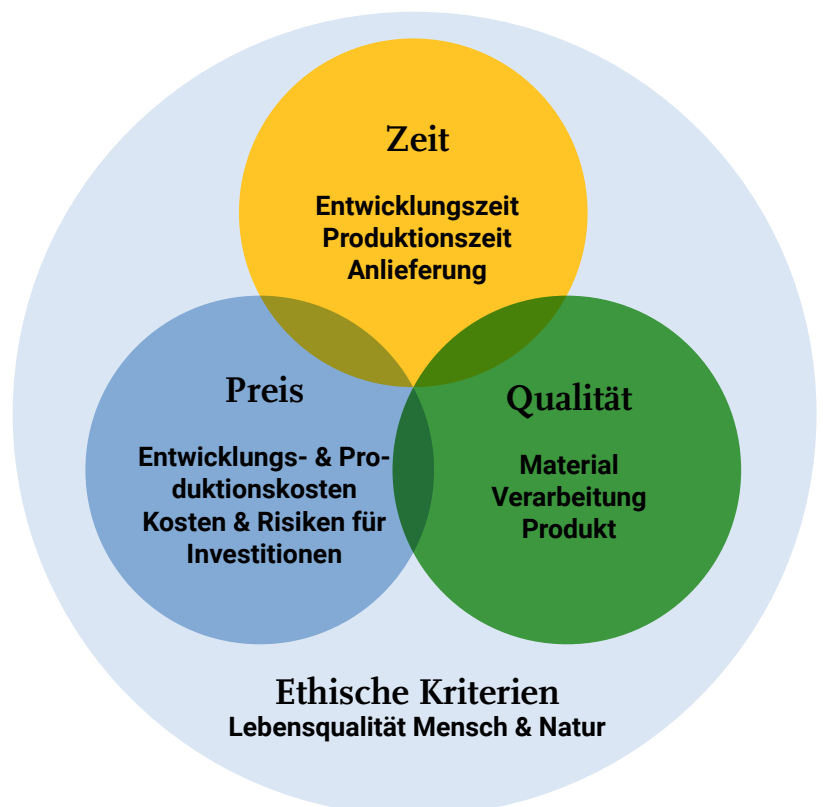 Zeit
Entwicklungszeit
Produktionszeit
Anlieferung
Preis
Entwicklungs- & Pro-
duktionskosten
Kosten & Risiken für
Investitionen
Qualität
Material
Verarbeitung
Produkt
Ethische Kriterien
Lebensqualität Mensch & Natur